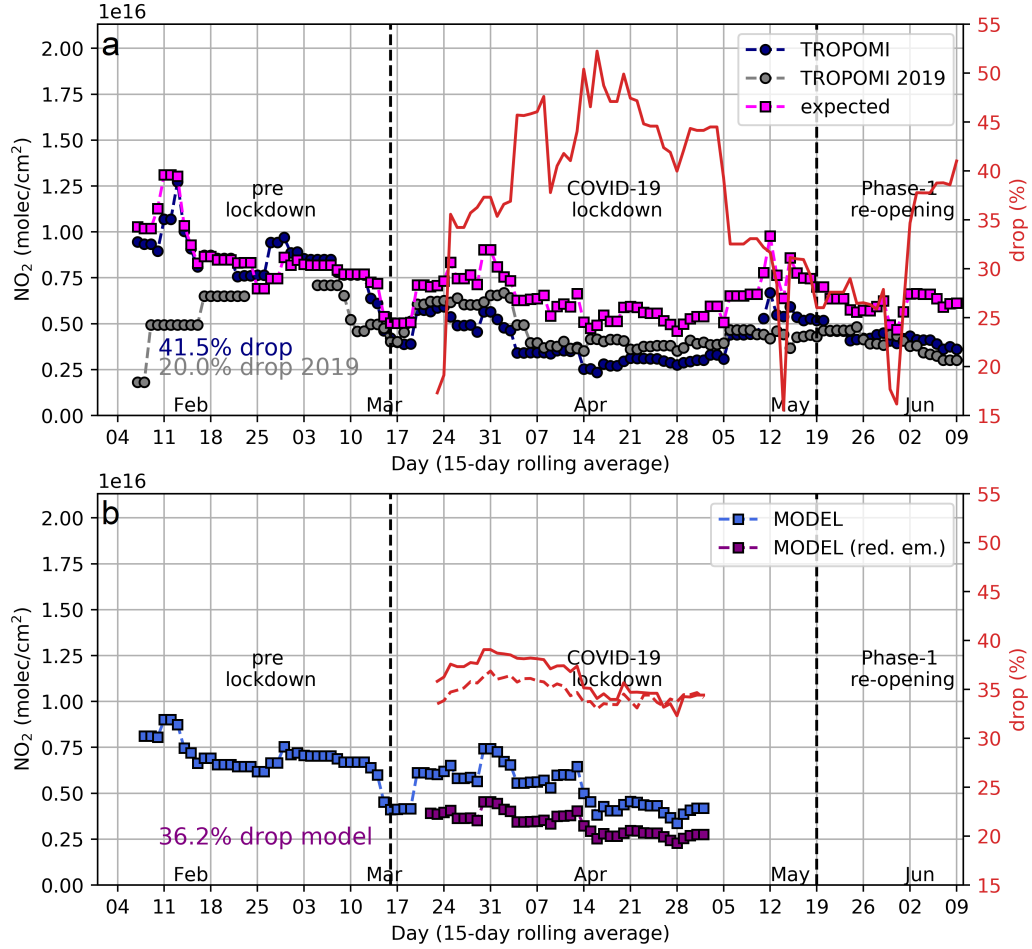 1e16
a
2.00
1.75
1.50
1.25
1.00
0.75
0.50
0.25
0.00
NO₂ (molec/cm²)
TROPOMI
TROPOMI 2019
expected
pre
lockdown
COVID-19
lockdown
Phase-1
re-opening
41.5% drop
20.0% drop 2019
Feb
Mar
Apr
May
Jun
04 11 18 25 03 10 17 24 31 07 14 21 28 05 12 19 26 02 09
Day (15-day rolling average)
55
50
45
40
35
30
25
20
15
drop (%)
1e16
b
2.00
1.75
1.50
1.25
1.00
0.75
0.50
0.25
0.00
NO₂ (molec/cm²)
MODEL
MODEL (red. em.)
pre
lockdown
COVID-19
lockdown
Phase-1
re-opening
36.2% drop model
Feb
Mar
Apr
May
Jun
04 11 18 25 03 10 17 24 31 07 14 21 28 05 12 19 26 02 09
Day (15-day rolling average)
55
50
45
40
35
30
25
20
15
drop (%)